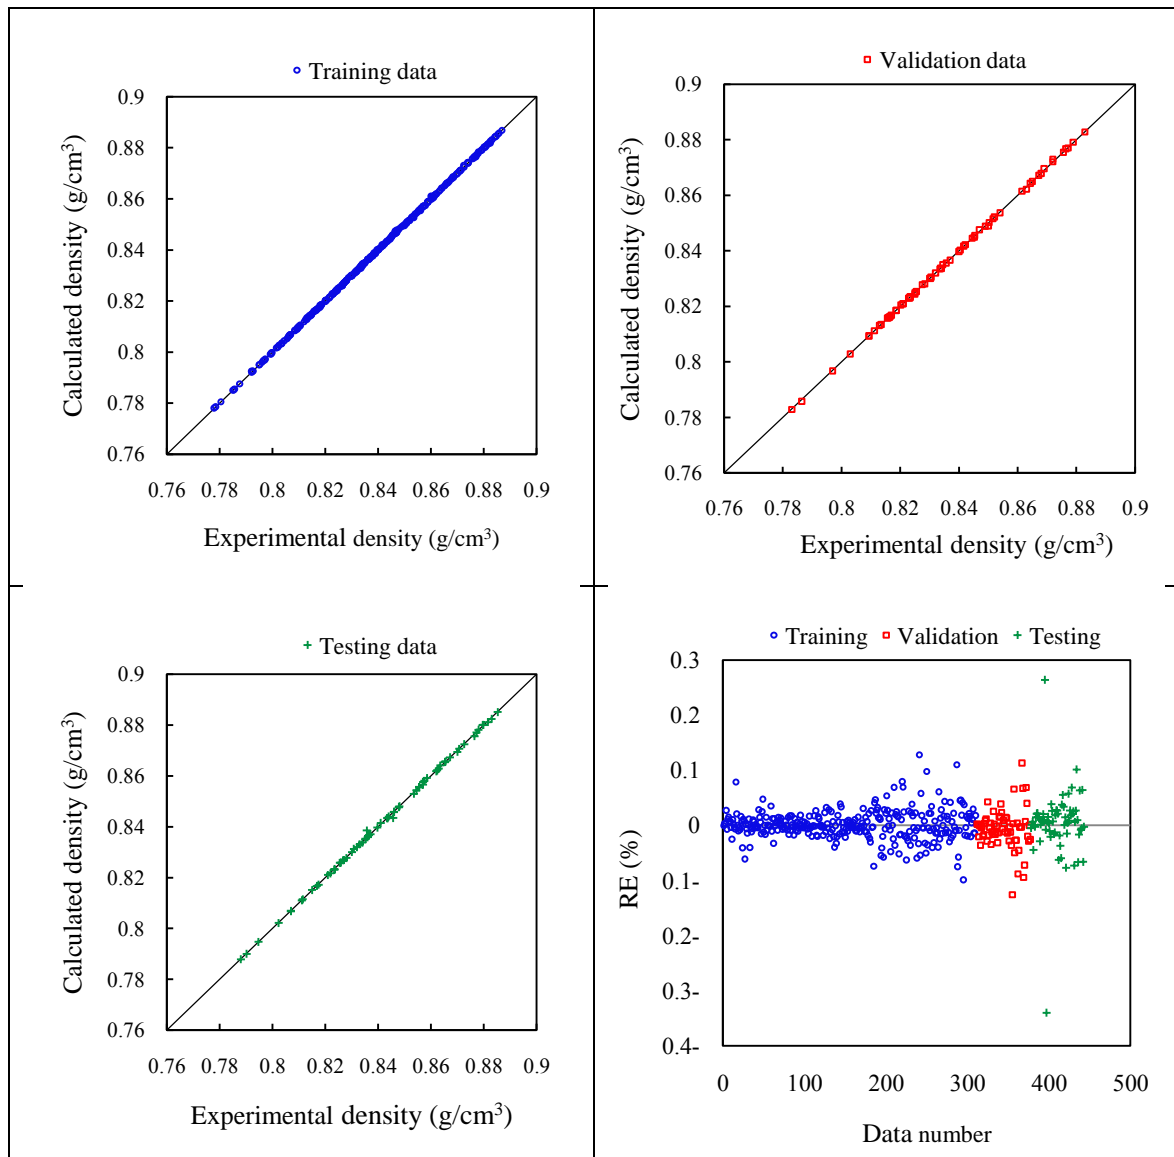 Training data
0.9
0.88
0.86
0.84
0.82
0.8
0.78
0.76
Calculated density (g/cm³)
0.76 0.78 0.8 0.82 0.84 0.86 0.88 0.9
Experimental density (g/cm³)
Validation data
0.9
0.88
0.86
0.84
0.82
0.8
0.78
0.76
Calculated density (g/cm³)
0.76 0.78 0.8 0.82 0.84 0.86 0.88 0.9
Experimental density (g/cm³)
Testing data
0.9
0.88
0.86
0.84
0.82
0.8
0.78
0.76
Calculated density (g/cm³)
0.76 0.78 0.8 0.82 0.84 0.86 0.88 0.9
Experimental density (g/cm³)
Training Validation Testing
0.3
0.2
0.1
0
0.1-
0.2-
0.3-
0.4-
RE (%)
0 100 200 300 400 500
Data number